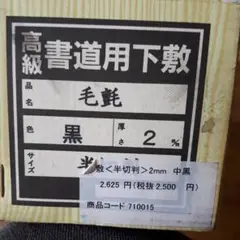 高級書道用下敷
品名 毛氈
色 黒 厚さ 2%
サイズ 半
敷<半切判>2mm 中黒
2,625 円(税抜 2,500 円)
商品コード 710015